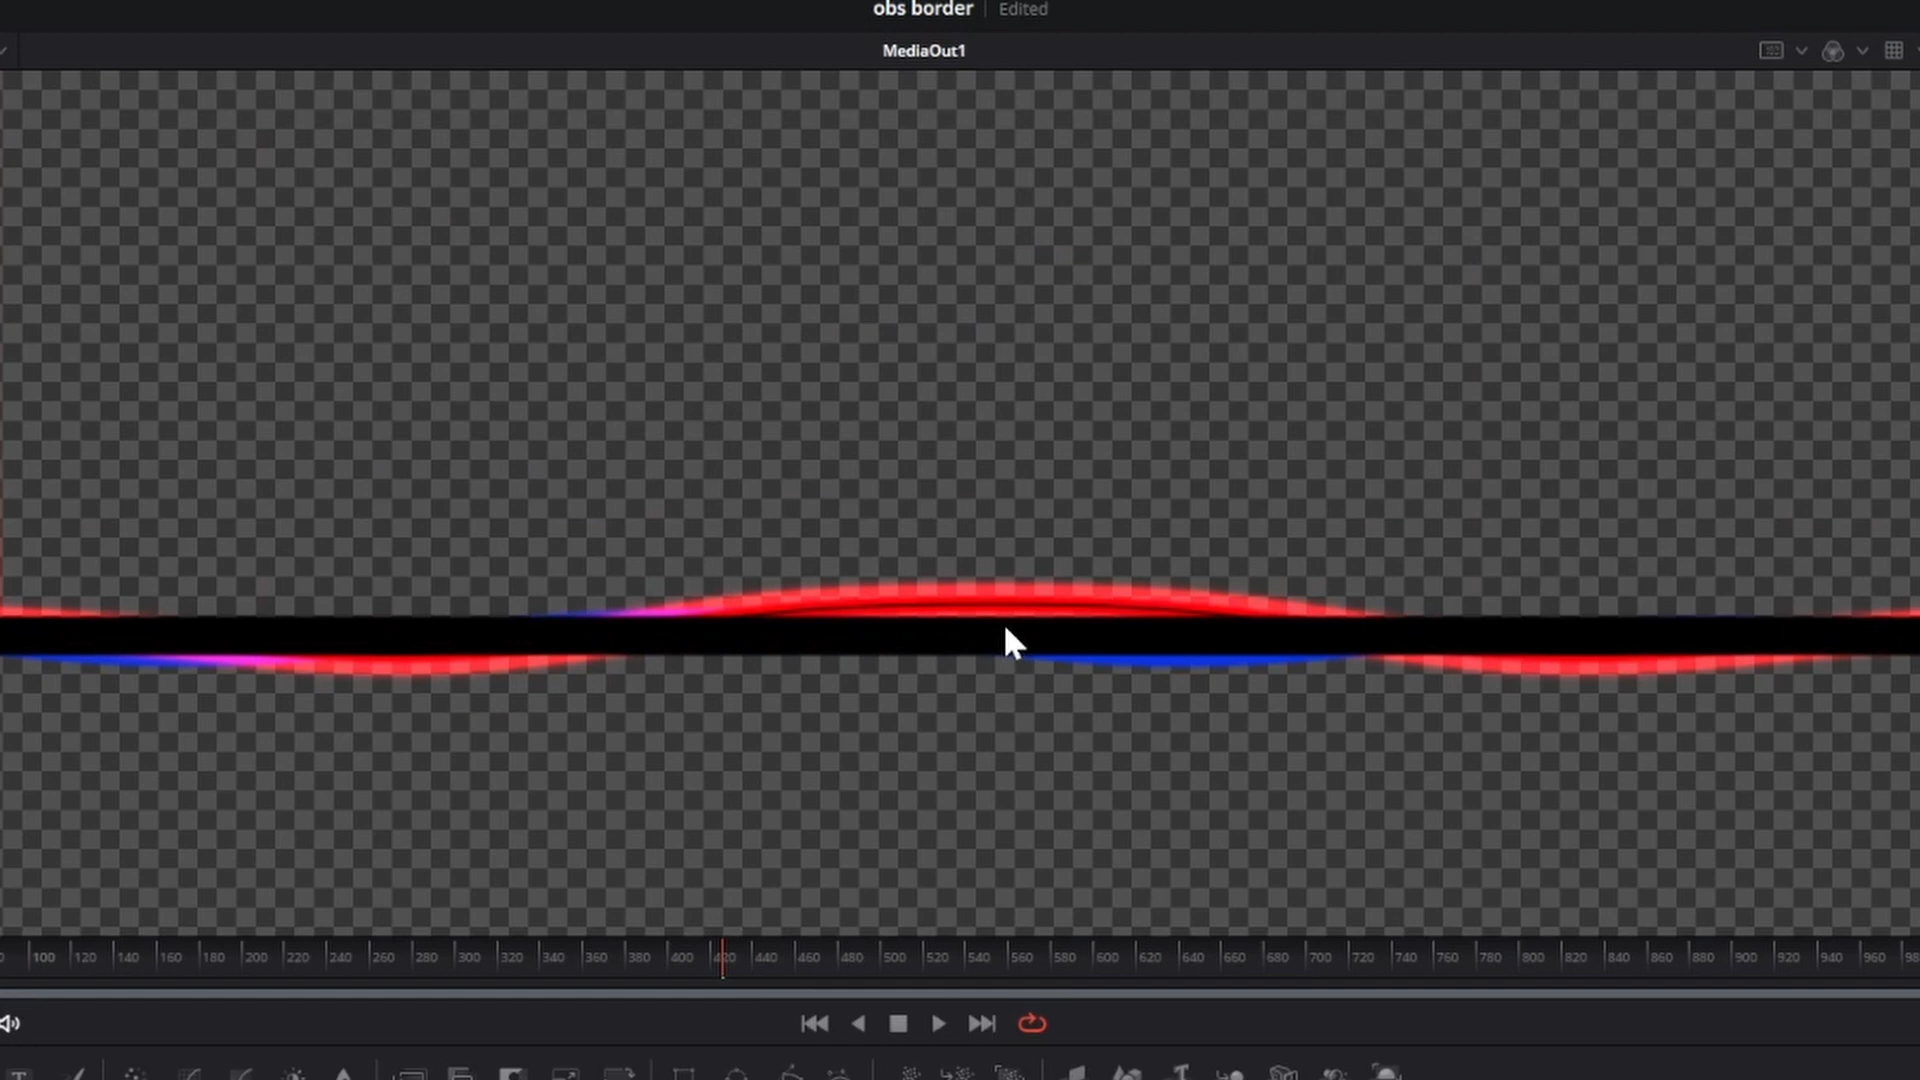 obs border Edited
MediaOut1
100 120 140 160 180 200 220 240 260 280 300 320 340 360 380 400 420 440 460 480 500 520 540 560 580 600 620 640 660 680 700 720 740 760 780 800 820 840 860 880 900 920 940 960